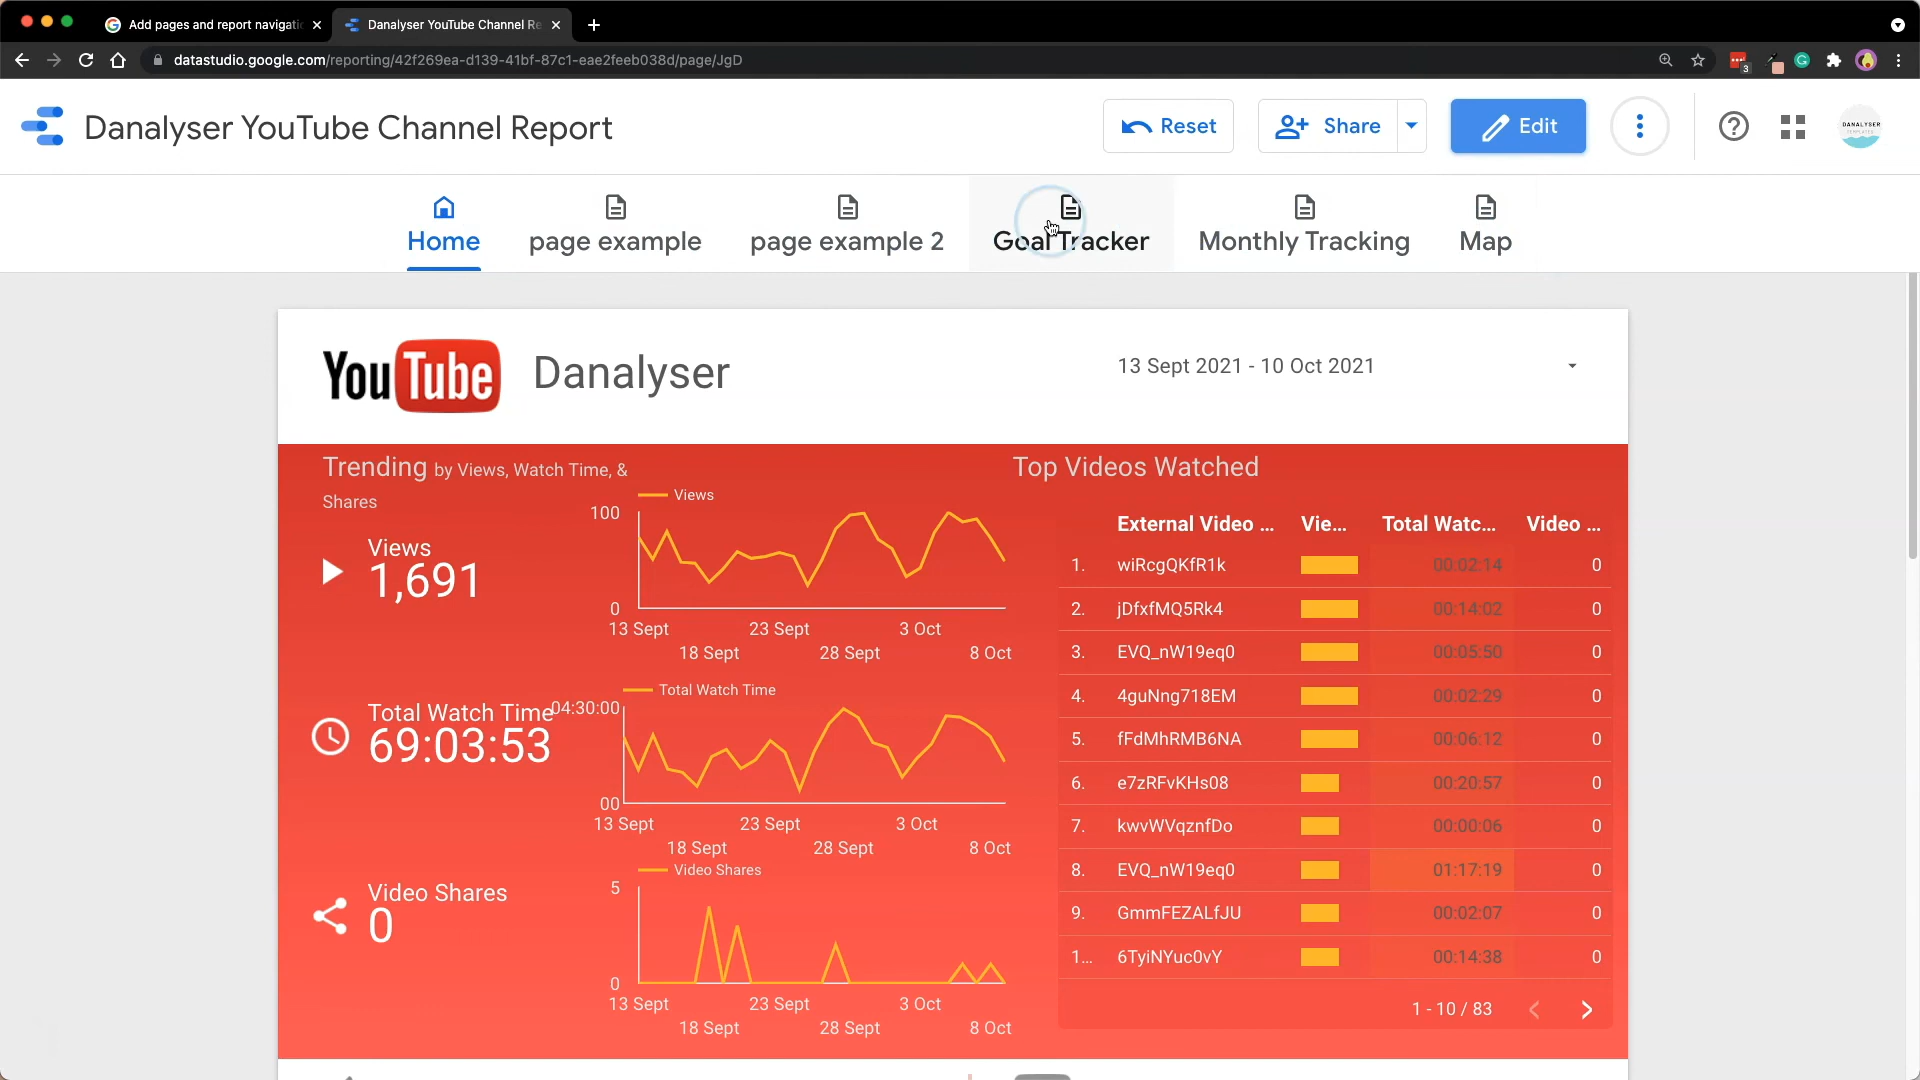 Add pages and report navigatio
Danalyser YouTube Channel Re
datastudio.google.com/reporting/42f269ea-d139-41bf-87c1-eae2feeb038d/page/JgD
3
Danalyser YouTube Channel Report
Reset
Share
Edit
DANALYSER
Home
page example
page example 2
Goal Tracker
Monthly Tracking
Map
YouTube
Danalyser
13 Sept 2021 - 10 Oct 2021
Trending by Views, Watch Time, &
Shares
Views
1,691
Views
100
0
13 Sept 23 Sept 3 Oct
18 Sept 28 Sept 8 Oct
Total Watch Time
69:03:53
Total Watch Time
04:30:00
00
13 Sept 23 Sept 3 Oct
18 Sept 28 Sept 8 Oct
Video Shares
0
Video Shares
5
0
13 Sept 23 Sept 3 Oct
18 Sept 28 Sept 8 Oct
Top Videos Watched
External Video ... Vie... Total Watc... Video ...
1. wiRcgQKfR1k 00:02:14 0
2. jDfxfMQ5Rk4 00:14:02 0
3. EVQ_nW19eq0 00:05:50 0
4. 4guNng718EM 00:02:29 0
5. fFdMhRMB6NA 00:06:12 0
6. e7zRFvKHs08 00:20:57 0
7. kwvWVqznfDo 00:00:06 0
8. EVQ_nW19eq0 01:17:19 0
9. GmmFEZALfJU 00:02:07 0
1... 6TyiNYuc0vY 00:14:38 0
1 - 10 / 83